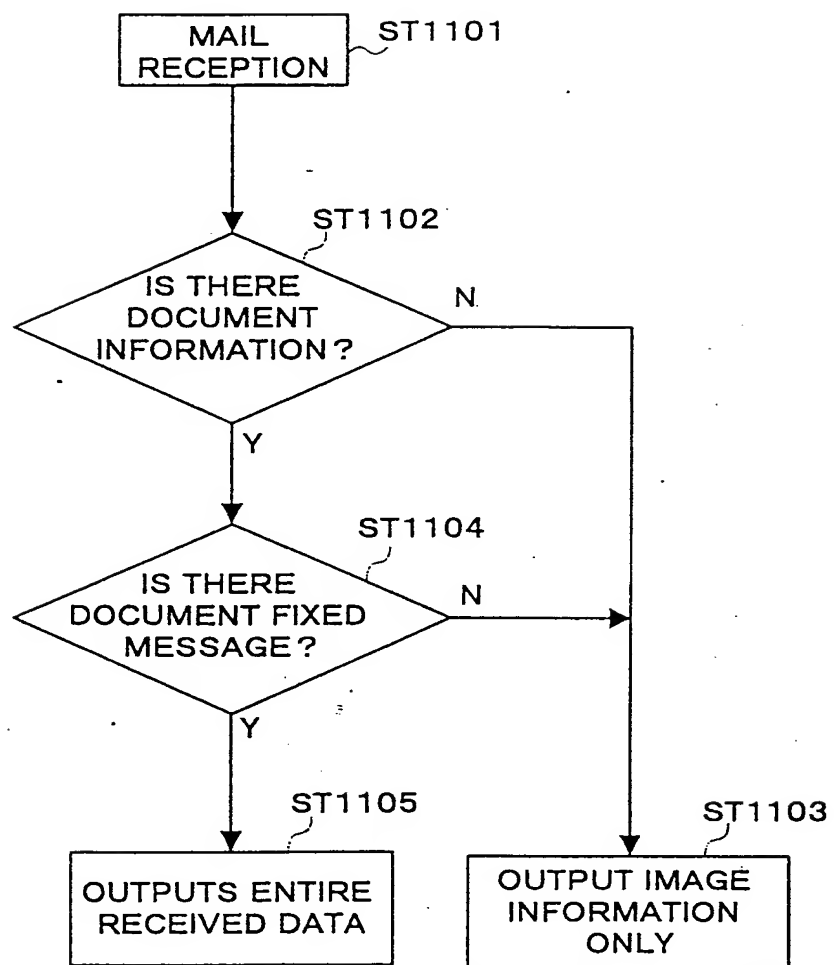 MAIL
RECEPTION
ST1101
ST1102
IS THERE
DOCUMENT
INFORMATION?
N
Y
ST1104
IS THERE
DOCUMENT FIXED
MESSAGE?
N
Y
ST1105
OUTPUTS ENTIRE
RECEIVED DATA
ST1103
OUTPUT IMAGE
INFORMATION
ONLY